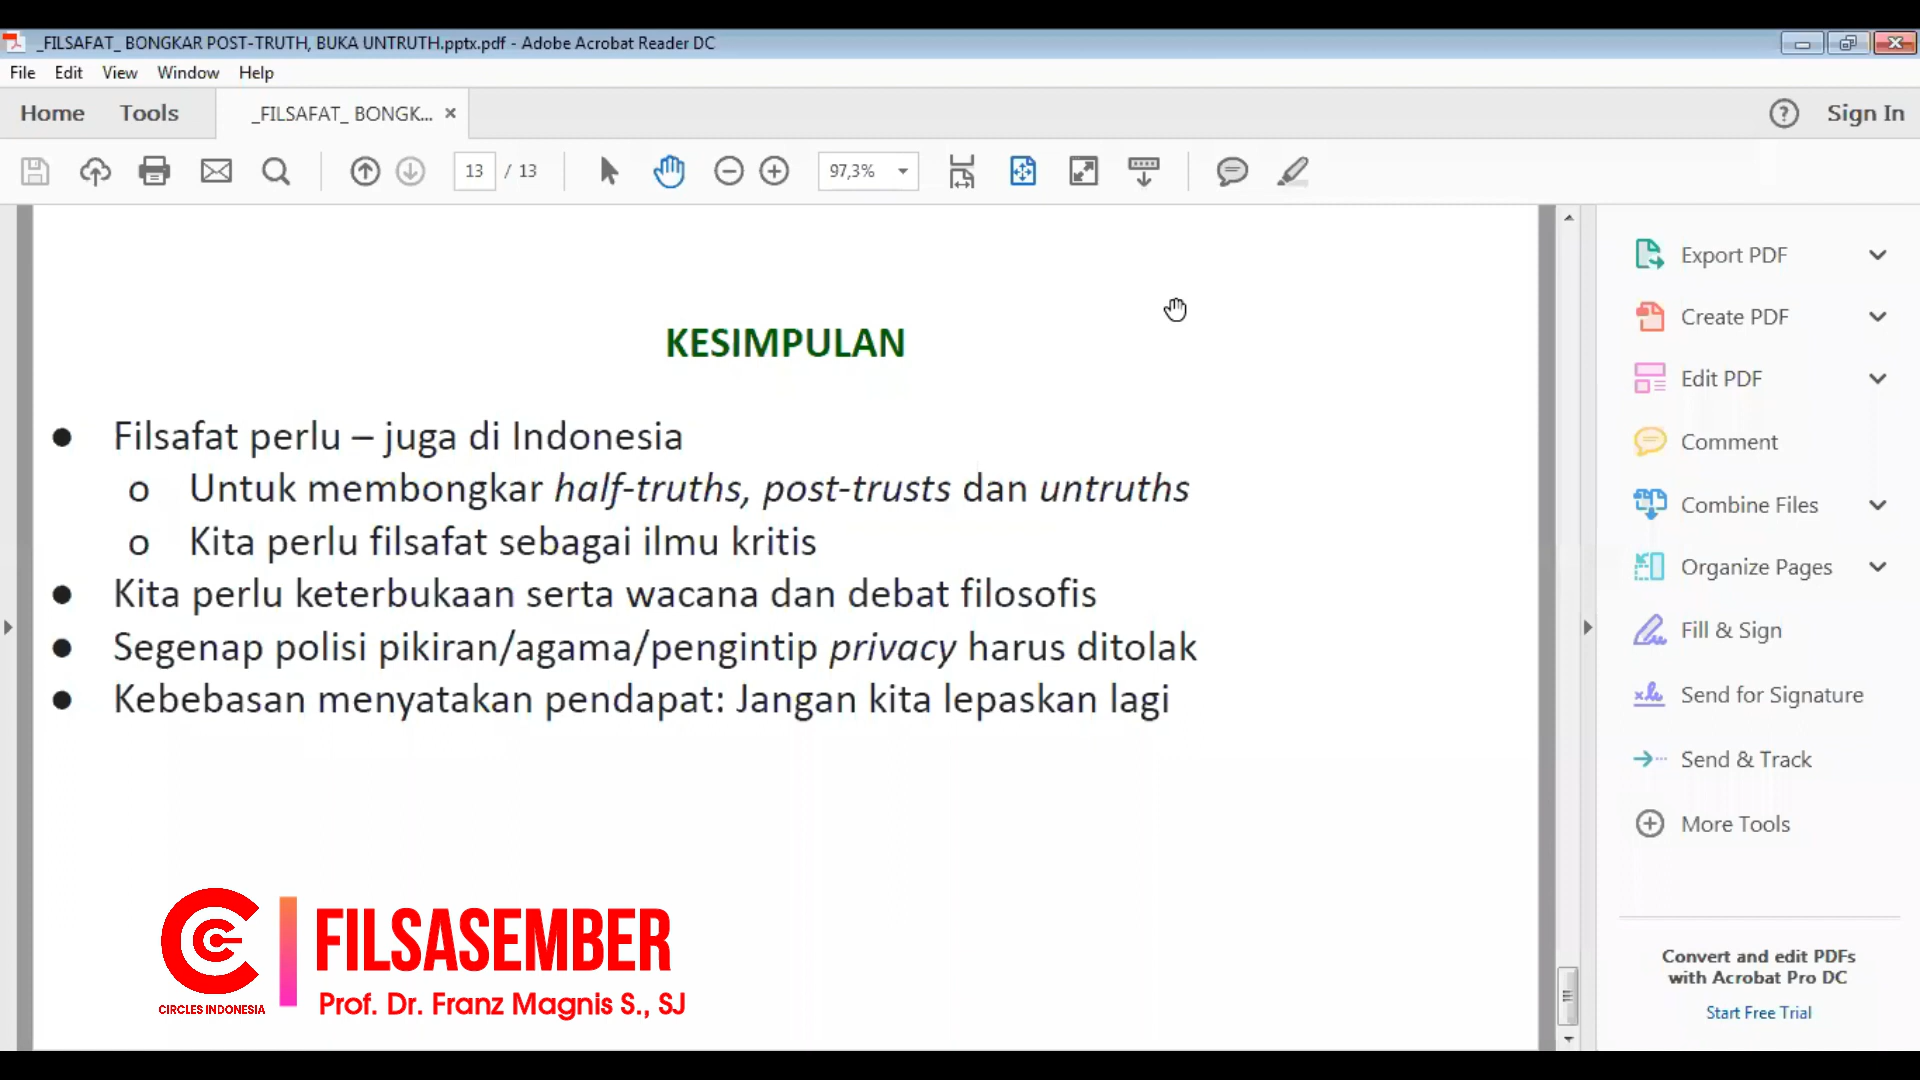 _FILSAFAT_ BONGKAR POST-TRUTH, BUKA UNTRUTH.pptx.pdf - Adobe Acrobat Reader DC
File Edit View Window Help
Home Tools _FILSAFAT_ BONGK... × ? Sign In
13 / 13 97,3%
KESIMPULAN
● Filsafat perlu – juga di Indonesia
o Untuk membongkar half-truths, post-trusts dan untruths
o Kita perlu filsafat sebagai ilmu kritis
● Kita perlu keterbukaan serta wacana dan debat filosofis
● Segenap polisi pikiran/agama/pengintip privacy harus ditolak
● Kebebasan menyatakan pendapat: Jangan kita lepaskan lagi
Export PDF
Create PDF
Edit PDF
Comment
Combine Files
Organize Pages
Fill & Sign
Send for Signature
Send & Track
More Tools
Convert and edit PDFs
with Acrobat Pro DC
Start Free Trial
CIRCLES INDONESIA
FILSASEMBER
Prof. Dr. Franz Magnis S., SJ